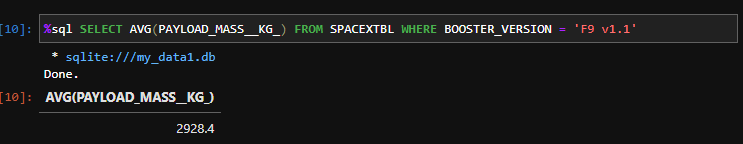 [10]: %sql SELECT AVG(PAYLOAD_MASS__KG_) FROM SPACEXTBL WHERE BOOSTER_VERSION = 'F9 v1.1'
* sqlite:///my_data1.db
Done.
[10]: AVG(PAYLOAD_MASS__KG_)
2928.4